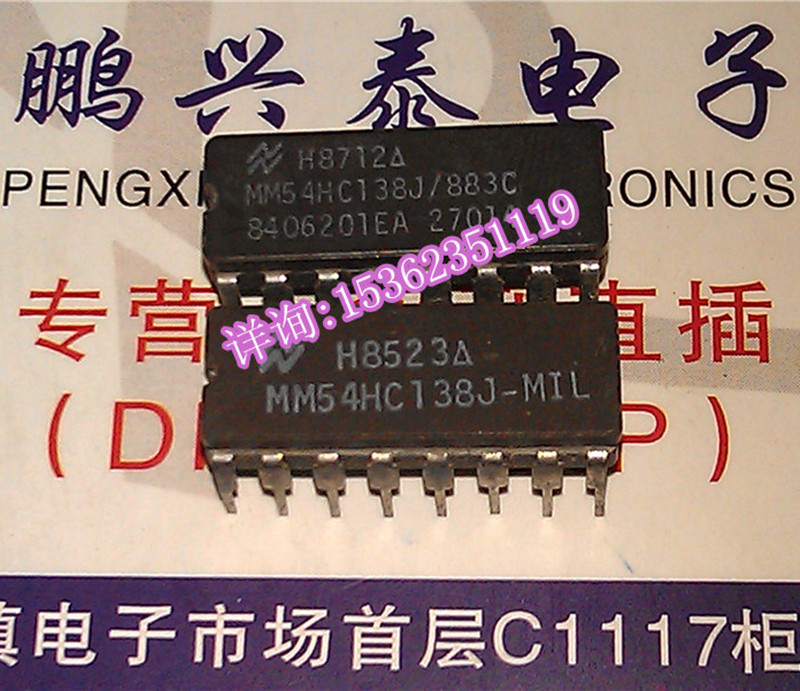 鹏兴泰电子
PENGXI RONICS
H8712Δ
MM54HC138J/883C
8406201EA 2701
详询:15362351119
专营 直插
(D P)
H8523Δ
MM54HC138J-MIL
镇电子市场首层C1117柜